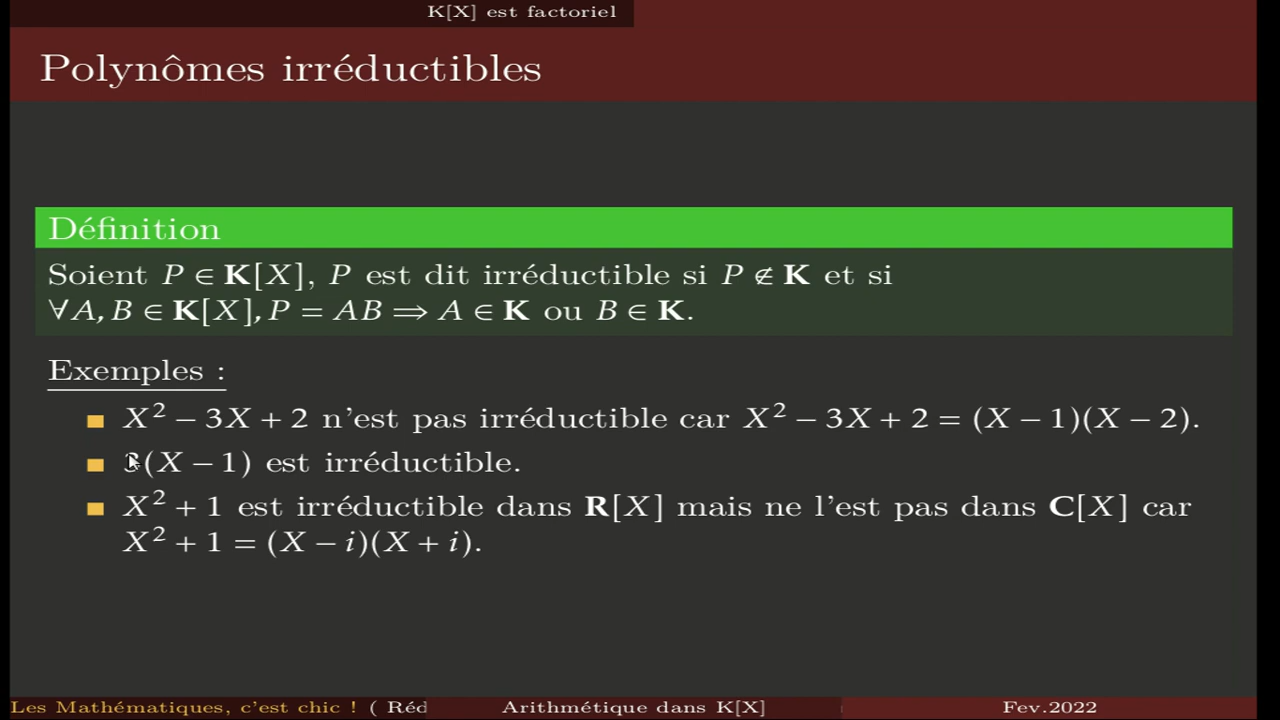 K[X] est factoriel
Polynômes irréductibles
Définition
Soient P ∈ K[X], P est dit irréductible si P ∉ K et si
∀A, B ∈ K[X], P = AB ⟹ A ∈ K ou B ∈ K.
Exemples :
X² − 3X + 2 n'est pas irréductible car X² − 3X + 2 = (X − 1)(X − 2).
3(X − 1) est irréductible.
X² + 1 est irréductible dans R[X] mais ne l'est pas dans C[X] car
X² + 1 = (X − i)(X + i).
Les Mathématiques, c'est chic ! ( Réd Arithmétique dans K[X] Fev.2022